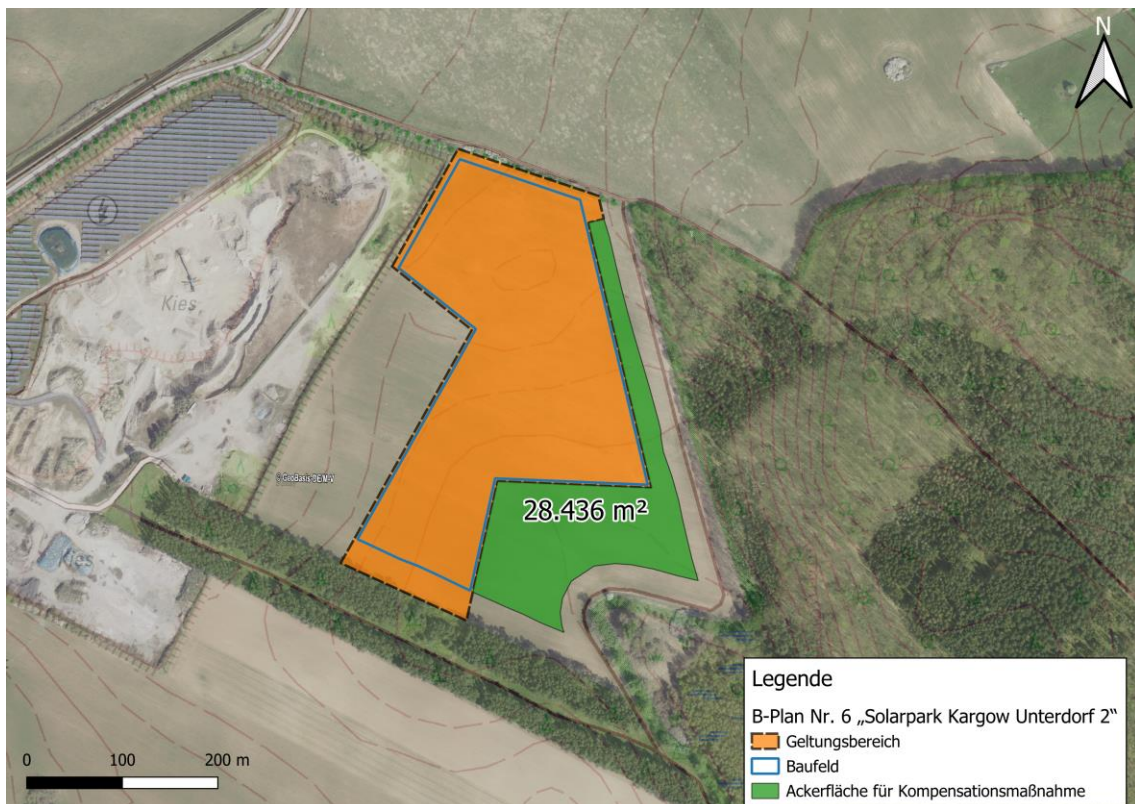 N
Kies
© GeoBasis-DE/M-V
28.436 m²
Kies
0 100 200 m
Legende
B-Plan Nr. 6 „Solarpark Kargow Unterdorf 2“
Geltungsbereich
Baufeld
Ackerfläche für Kompensationsmaßnahme